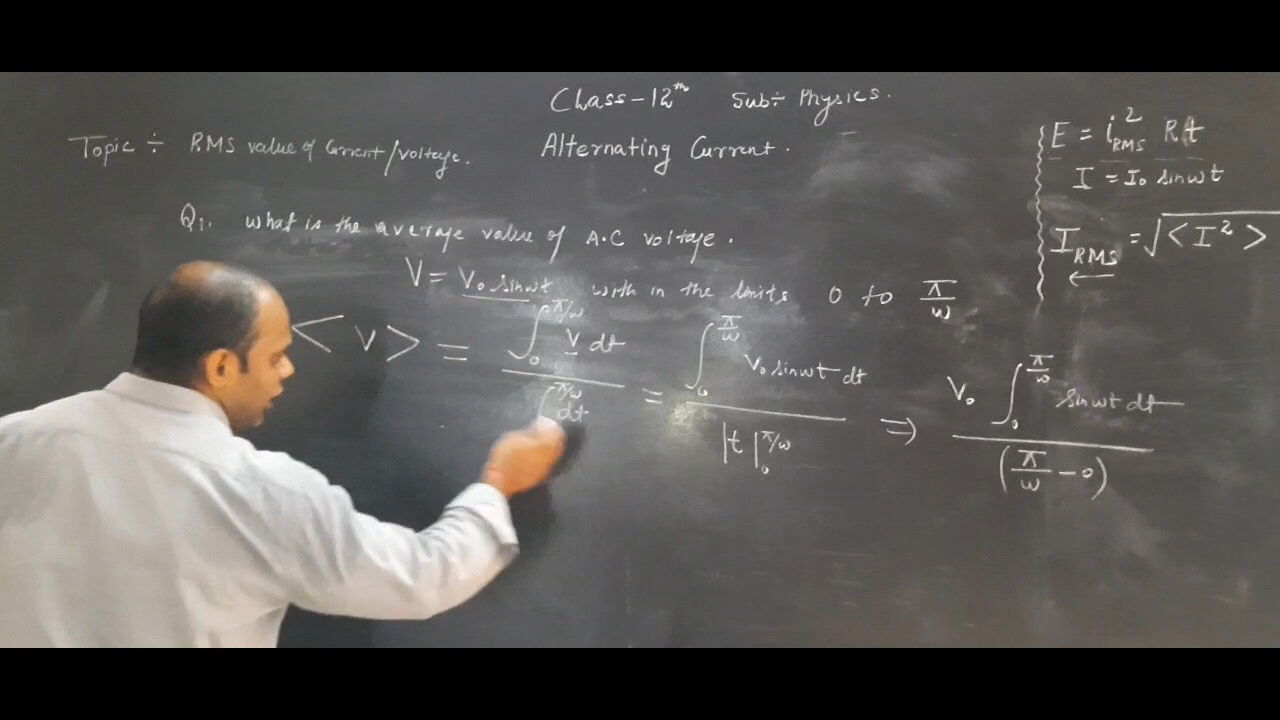 Class-12th Sub÷ Physics.
Topic ÷ RMS value of Current/voltage. Alternating Current.
E = i²RMS Rt
I = I₀ sinωt
IRMS = √<I²>
Q1. What is the average value of A.C voltage.
V = V₀ sinωt with in the limits 0 to π/ω
<v> = ∫₀^π/ω v dt / ∫₀^π/ω dt = ∫₀^π/ω V₀ sinωt dt / |t|₀^π/ω ⇒ V₀ ∫₀^π/ω sinωt dt / (π/ω - 0)